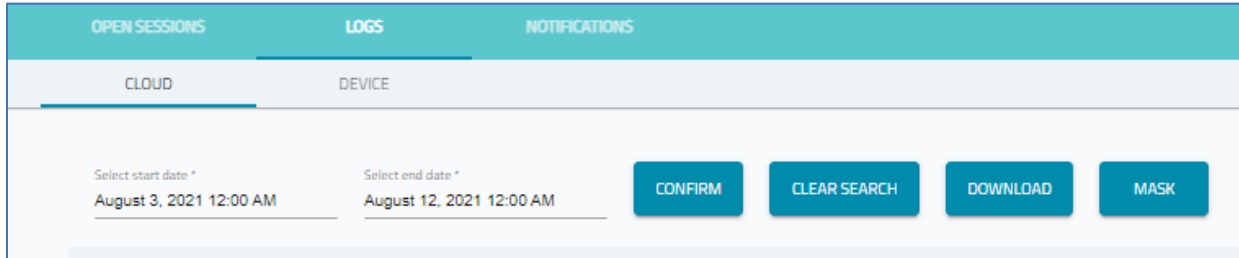 OPEN SESSIONS LOGS NOTIFICATIONS
CLOUD DEVICE
Select start date * Select end date *
August 3, 2021 12:00 AM August 12, 2021 12:00 AM CONFIRM CLEAR SEARCH DOWNLOAD MASK